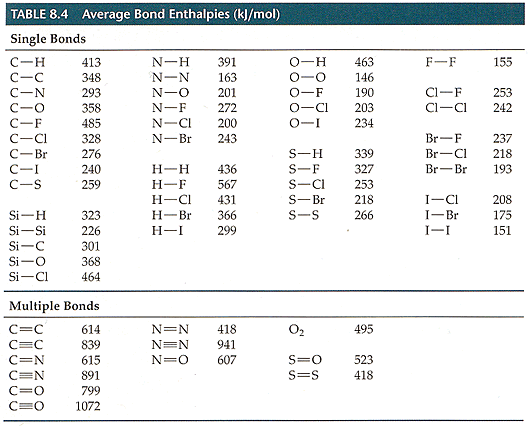 TABLE 8.4 Average Bond Enthalpies (kJ/mol)
Single Bonds
C—H 413 N—H 391 O—H 463 F—F 155
C—C 348 N—N 163 O—O 146
C—N 293 N—O 201 O—F 190 Cl—F 253
C—O 358 N—F 272 O—Cl 203 Cl—Cl 242
C—F 485 N—Cl 200 O—I 234
C—Cl 328 N—Br 243 Br—F 237
C—Br 276 S—H 339 Br—Cl 218
C—I 240 H—H 436 S—F 327 Br—Br 193
C—S 259 H—F 567 S—Cl 253
H—Cl 431 S—Br 218 I—Cl 208
Si—H 323 H—Br 366 S—S 266 I—Br 175
Si—Si 226 H—I 299 I—I 151
Si—C 301
Si—O 368
Si—Cl 464
Multiple Bonds
C=C 614 N=N 418 O₂ 495
C≡C 839 N≡N 941
C=N 615 N=O 607 S=O 523
C≡N 891 S=S 418
C=O 799
C≡O 1072